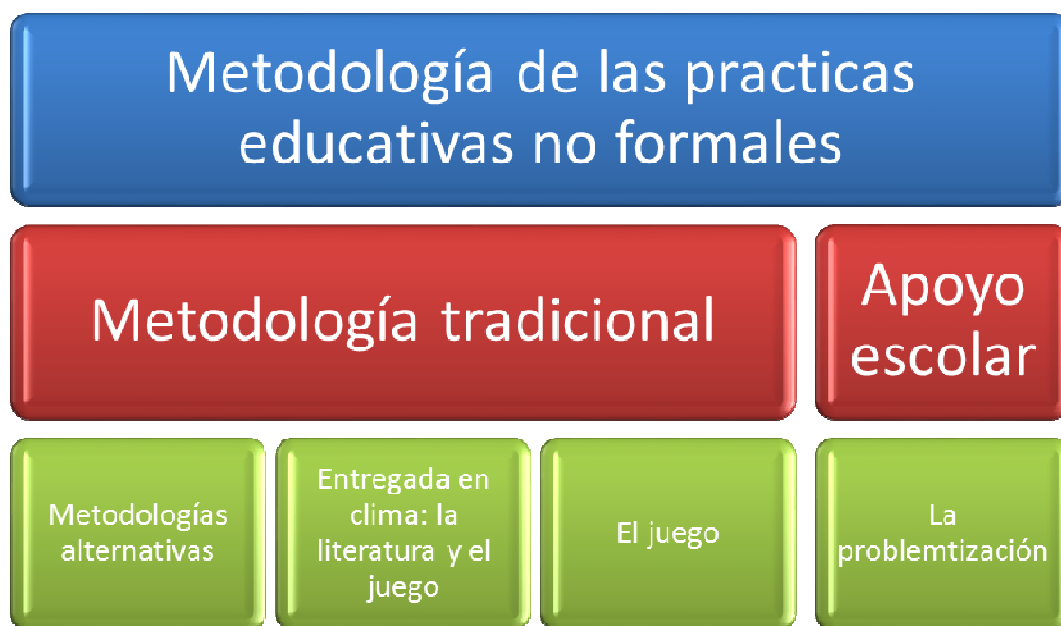 Metodología de las practicas
educativas no formales
Metodología tradicional
Apoyo
escolar
Metodologías
alternativas
Entregada en
clima: la
literatura y el
juego
El juego
La
problemtización